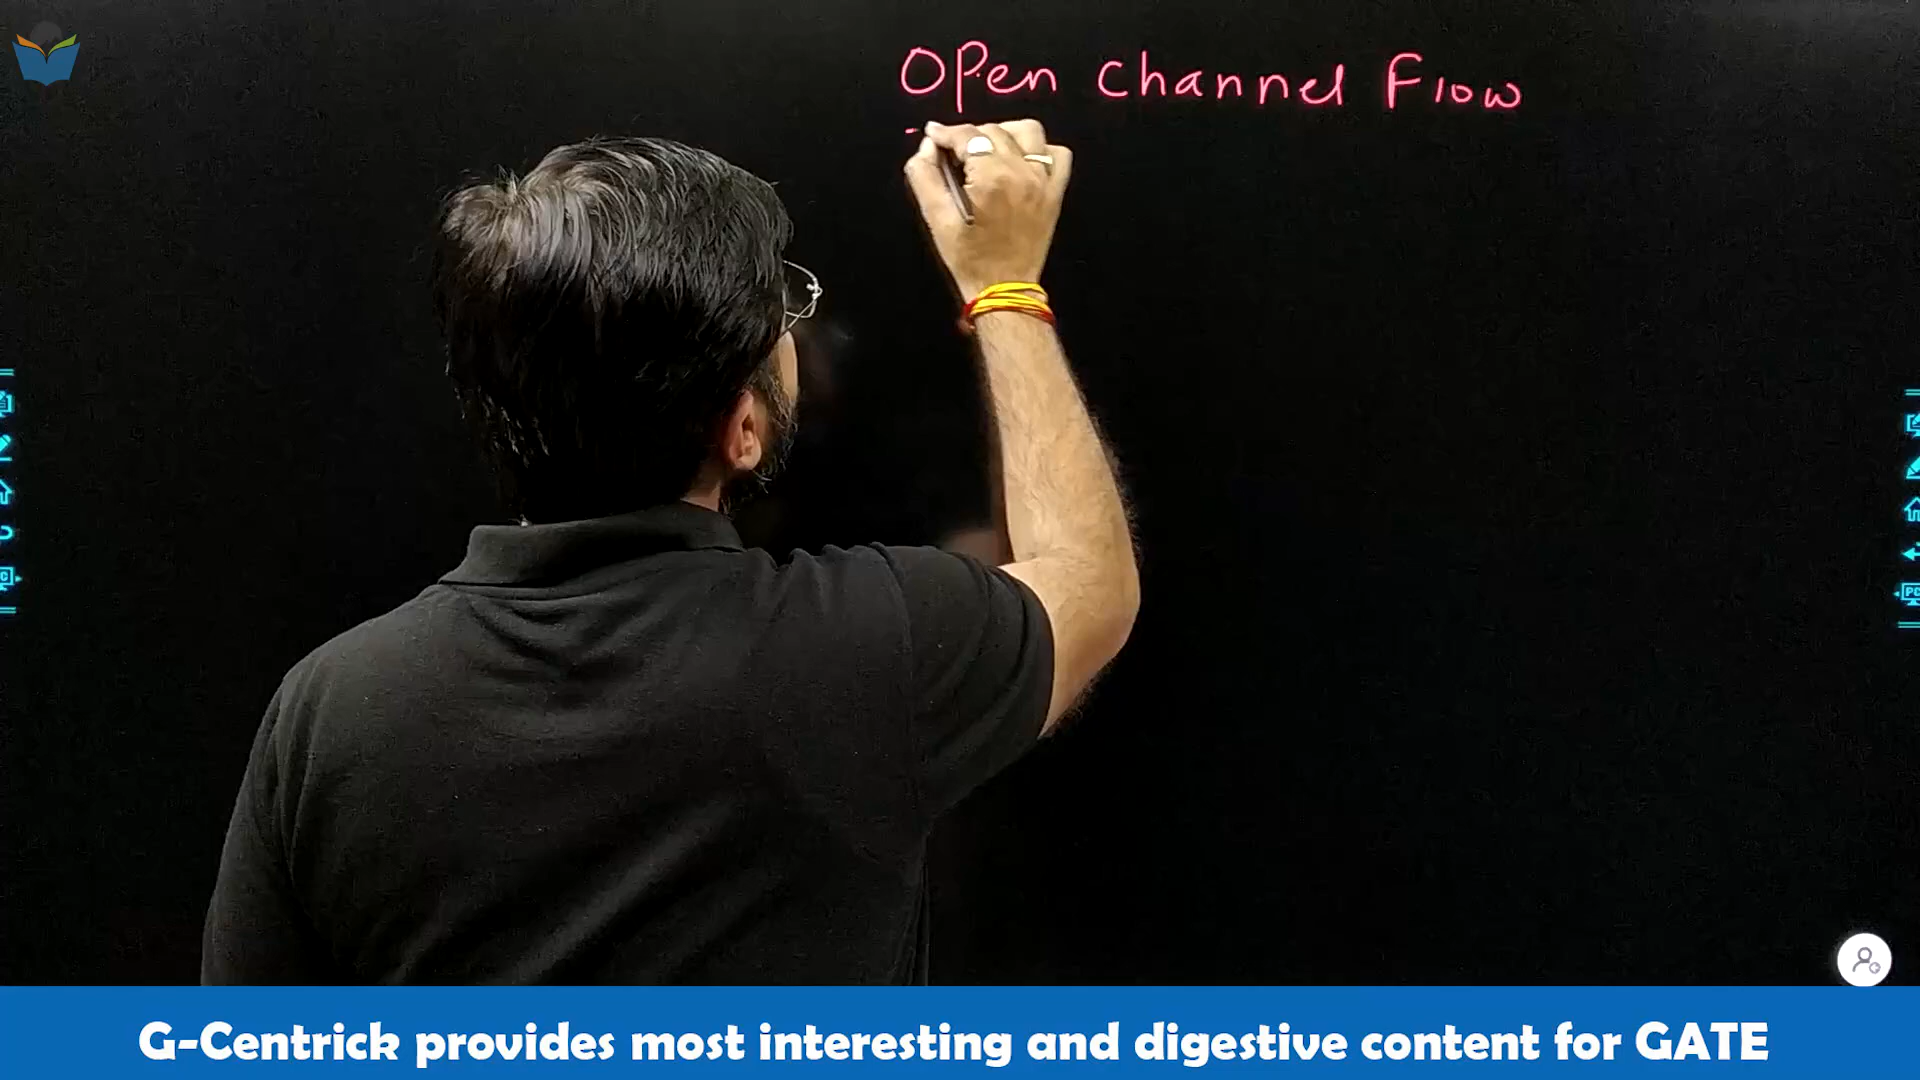 Open Channel Flow
G-Centrick provides most interesting and digestive content for GATE